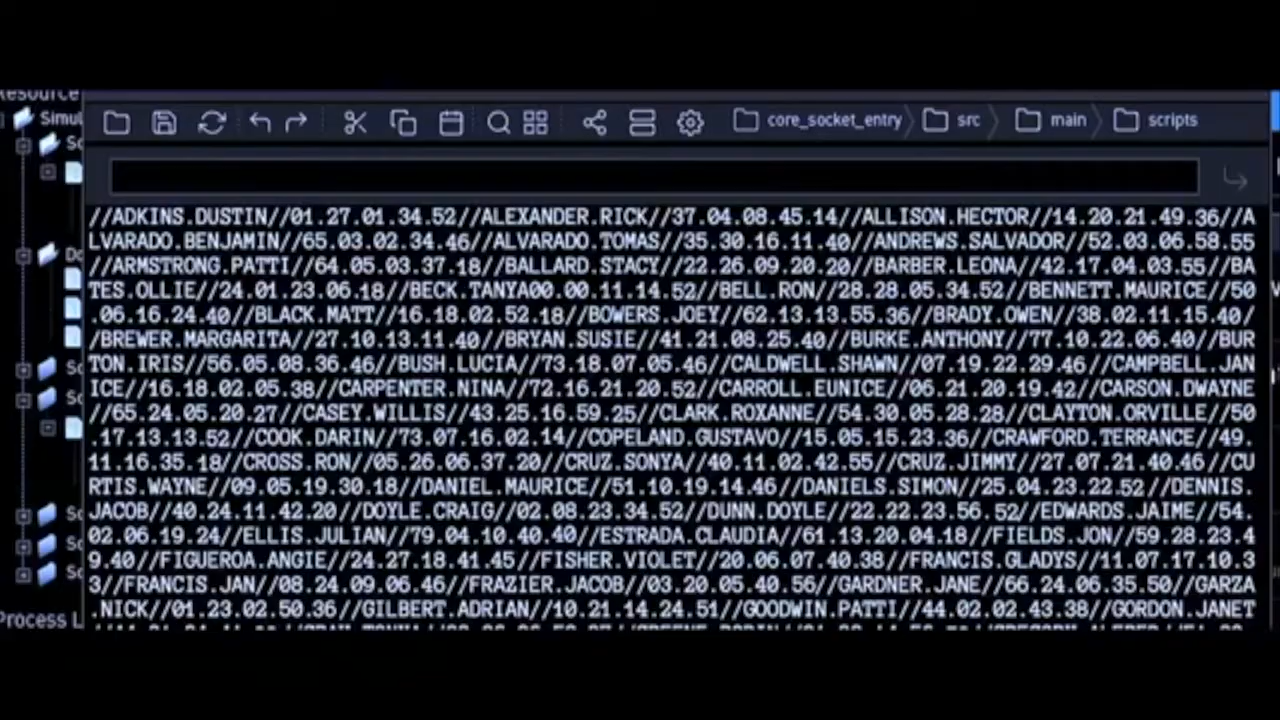 Resource
Simul
core_socket_entry
src
main
scripts
//ADKINS.DUSTIN//01.27.01.34.52//ALEXANDER.RICK//37.04.08.45.14//ALLISON.HECTOR//14.20.21.49.36//A
LVARADO.BENJAMIN//65.03.02.34.46//ALVARADO.TOMAS//35.30.16.11.40//ANDREWS.SALVADOR//52.03.06.58.55
//ARMSTRONG.PATTI//64.05.03.37.18//BALLARD.STACY//22.26.09.20.20//BARBER.LEONA//42.17.04.03.55//BA
TES.OLLIE//24.01.23.06.18//BECK.TANYA00.00.11.14.52//BELL.RON//28.28.05.34.52//BENNETT.MAURICE//50
.06.16.24.40//BLACK.MATT//16.18.02.52.18//BOWERS.JOEY//62.13.13.55.36//BRADY.OWEN//38.02.11.15.40/
/BREWER.MARGARITA//27.10.13.11.40//BRYAN.SUSIE//41.21.08.25.40//BURKE.ANTHONY//77.10.22.06.40//BUR
TON.IRIS//56.05.08.36.46//BUSH.LUCIA//73.18.07.05.46//CALDWELL.SHAWN//07.19.22.29.46//CAMPBELL.JAN
ICE//16.18.02.05.38//CARPENTER.NINA//72.16.21.20.52//CARROLL.EUNICE//06.21.20.19.42//CARSON.DWAYNE
//65.24.05.20.27//CASEY.WILLIS//43.25.16.59.25//CLARK.ROXANNE//54.30.05.28.28//CLAYTON.ORVILLE//50
.17.13.13.52//COOK.DARIN//73.07.16.02.14//COPELAND.GUSTAVO//15.05.15.23.36//CRAWFORD.TERRANCE//49.
11.16.35.18//CROSS.RON//05.26.06.37.20//CRUZ.SONYA//40.11.02.42.55//CRUZ.JIMMY//27.07.21.40.46//CU
RTIS.WAYNE//09.05.19.30.18//DANIEL.MAURICE//51.10.19.14.46//DANIELS.SIMON//25.04.23.22.52//DENNIS.
JACOB//40.24.11.42.20//DOYLE.CRAIG//02.08.23.34.52//DUNN.DOYLE//22.22.23.56.52//EDWARDS.JAIME//54.
02.06.19.24//ELLIS.JULIAN//79.04.10.40.40//ESTRADA.CLAUDIA//61.13.20.04.18//FIELDS.JON//59.28.23.4
9.40//FIGUEROA.ANGIE//24.27.18.41.45//FISHER.VIOLET//20.06.07.40.38//FRANCIS.GLADYS//11.07.17.10.3
3//FRANCIS.JAN//08.24.09.06.46//FRAZIER.JACOB//03.20.05.40.56//GARDNER.JANE//66.24.06.35.50//GARZA
.NICK//01.23.02.50.36//GILBERT.ADRIAN//10.21.14.24.51//GOODWIN.PATTI//44.02.02.43.38//GORDON.JANET
Process L